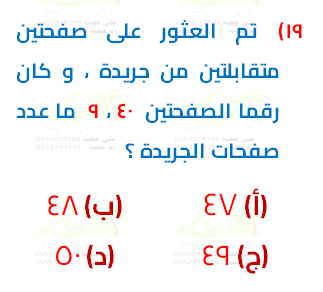 ١٩) تم العثور على صفحتين
متقابلتين من جريدة ، و كان
رقما الصفحتين ٤٠ ، ٩ ما عدد
صفحات الجريدة ؟
(أ) ٤٧ (ب) ٤٨
(ج) ٤٩ (د) ٥٠